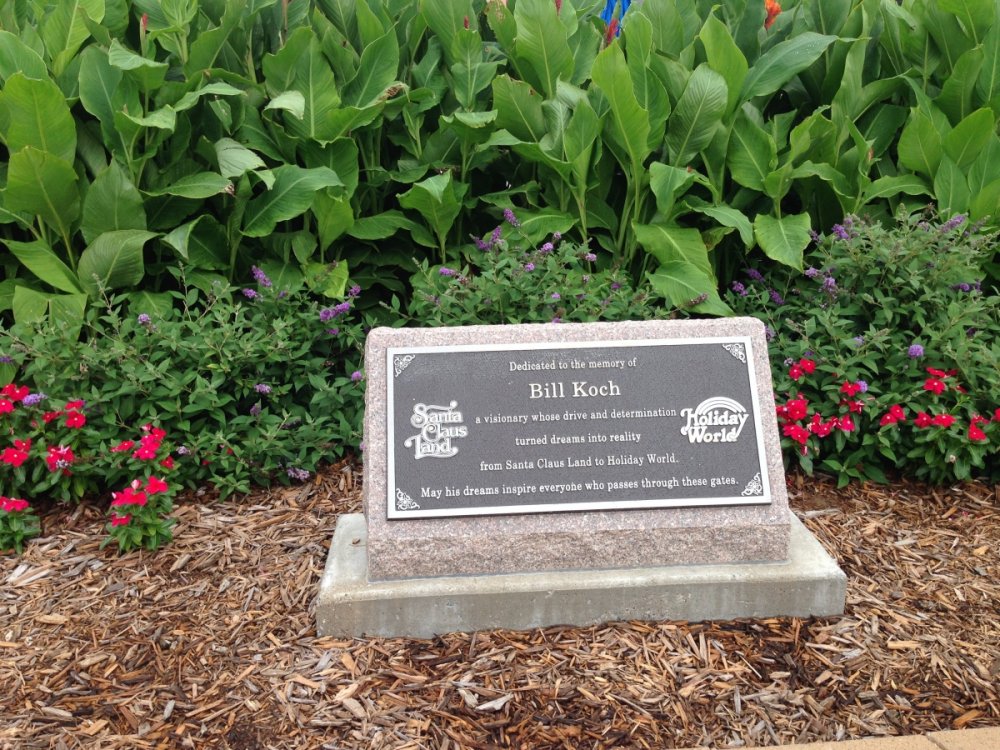 Dedicated to the memory of
Bill Koch
a visionary whose drive and determination
turned dreams into reality
from Santa Claus Land to Holiday World.
May his dreams inspire everyone who passes through these gates.
Santa
Claus
Land
Holiday
World